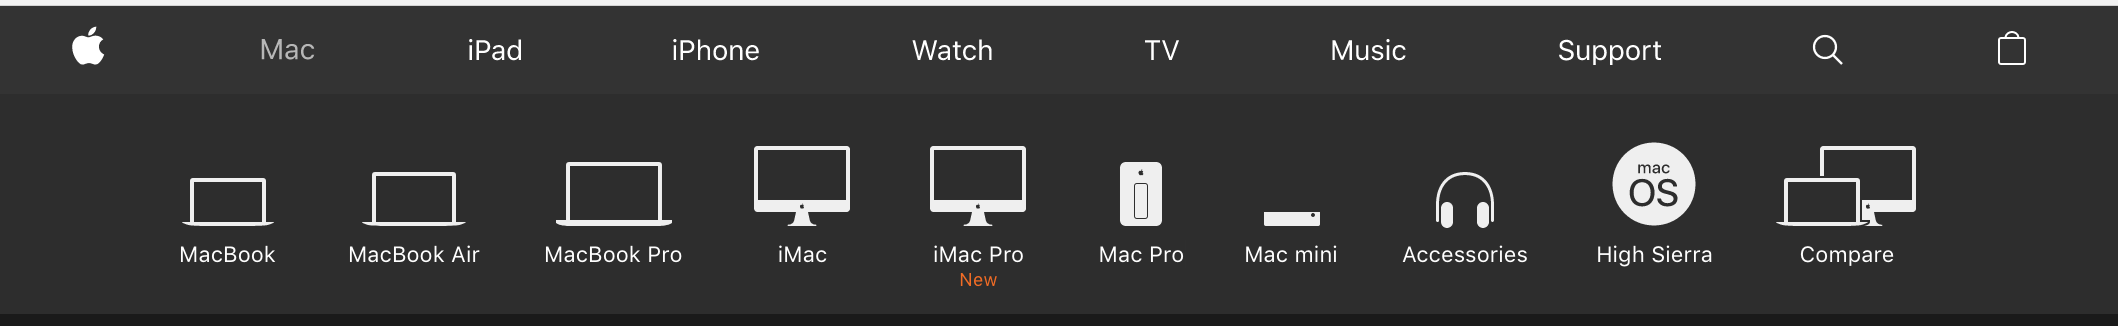 Mac iPad iPhone Watch TV Music Support
mac
OS
MacBook MacBook Air MacBook Pro iMac iMac Pro Mac Pro Mac mini Accessories High Sierra Compare
New